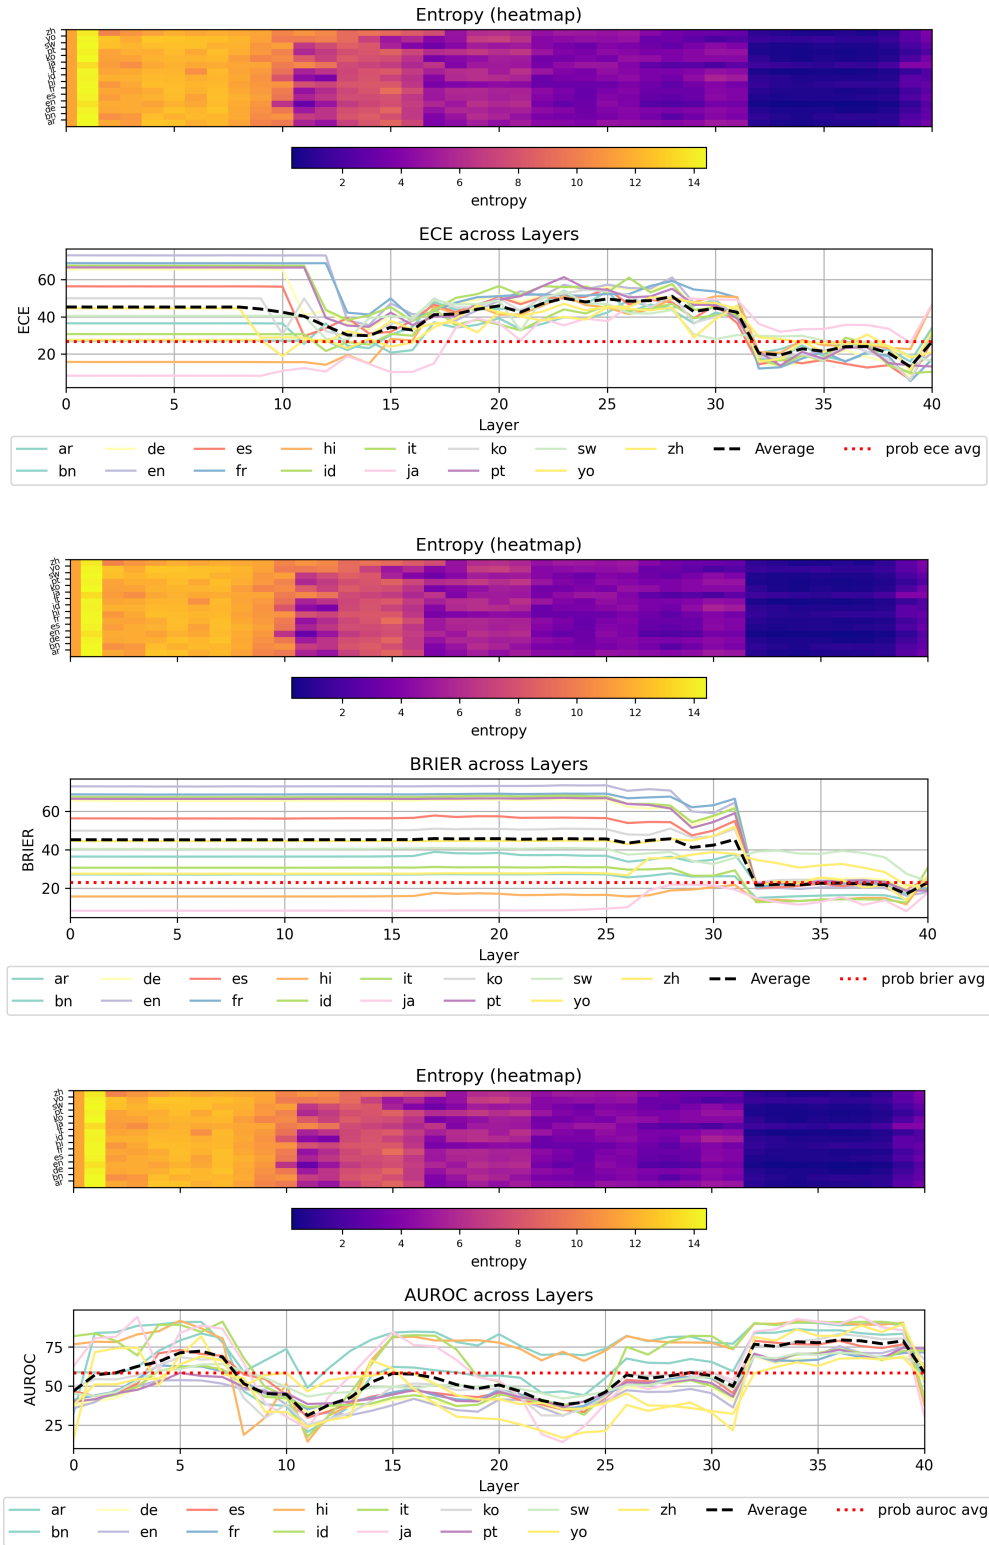 Entropy (heatmap)
2 4 6 8 10 12 14
entropy
ECE across Layers
ECE
60
40
20
0 5 10 15 20 25 30 35 40
Layer
ar de es hi it ko sw zh Average prob ece avg
bn en fr id ja pt yo
Entropy (heatmap)
2 4 6 8 10 12 14
entropy
BRIER across Layers
BRIER
60
40
20
0 5 10 15 20 25 30 35 40
Layer
ar de es hi it ko sw zh Average prob brier avg
bn en fr id ja pt yo
Entropy (heatmap)
2 4 6 8 10 12 14
entropy
AUROC across Layers
AUROC
75
50
25
0 5 10 15 20 25 30 35 40
Layer
ar de es hi it ko sw zh Average prob auroc avg
bn en fr id ja pt yo